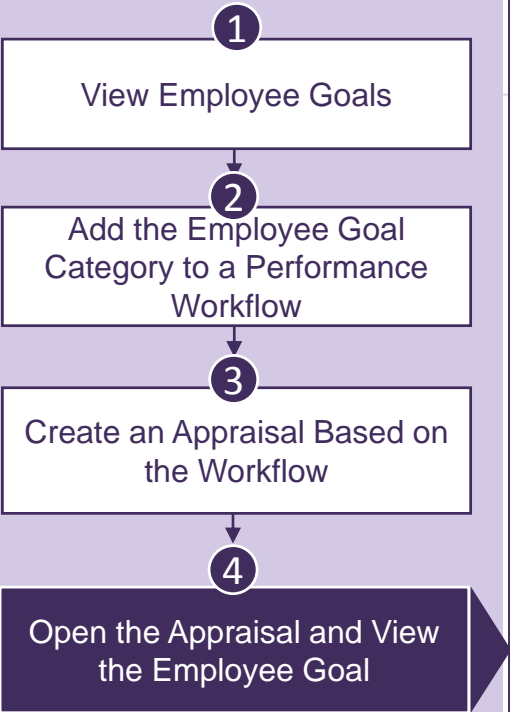 1
View Employee Goals
2
Add the Employee Goal
Category to a Performance
Workflow
3
Create an Appraisal Based on
the Workflow
4
Open the Appraisal and View
the Employee Goal